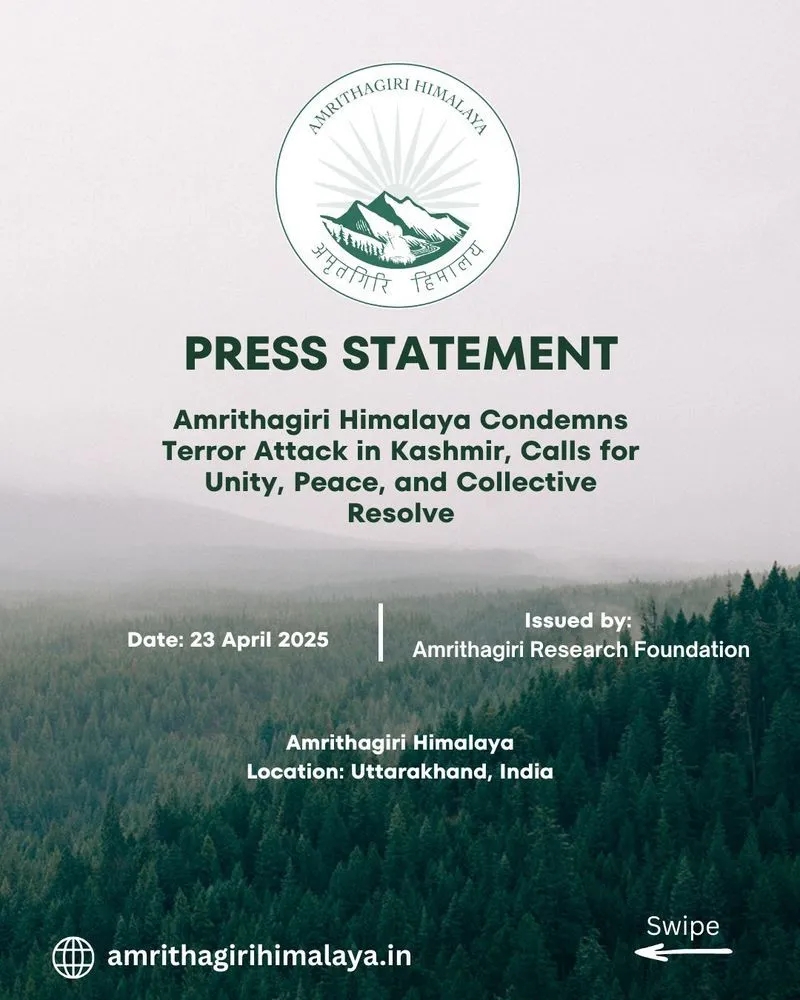 AMRITHAGIRI HIMALAYA
अमृतगिरि हिमालय
PRESS STATEMENT
Amrithagiri Himalaya Condemns
Terror Attack in Kashmir, Calls for
Unity, Peace, and Collective
Resolve
Date: 23 April 2025
Issued by:
Amrithagiri Research Foundation
Amrithagiri Himalaya
Location: Uttarakhand, India
Swipe
amrithagirihimalaya.in